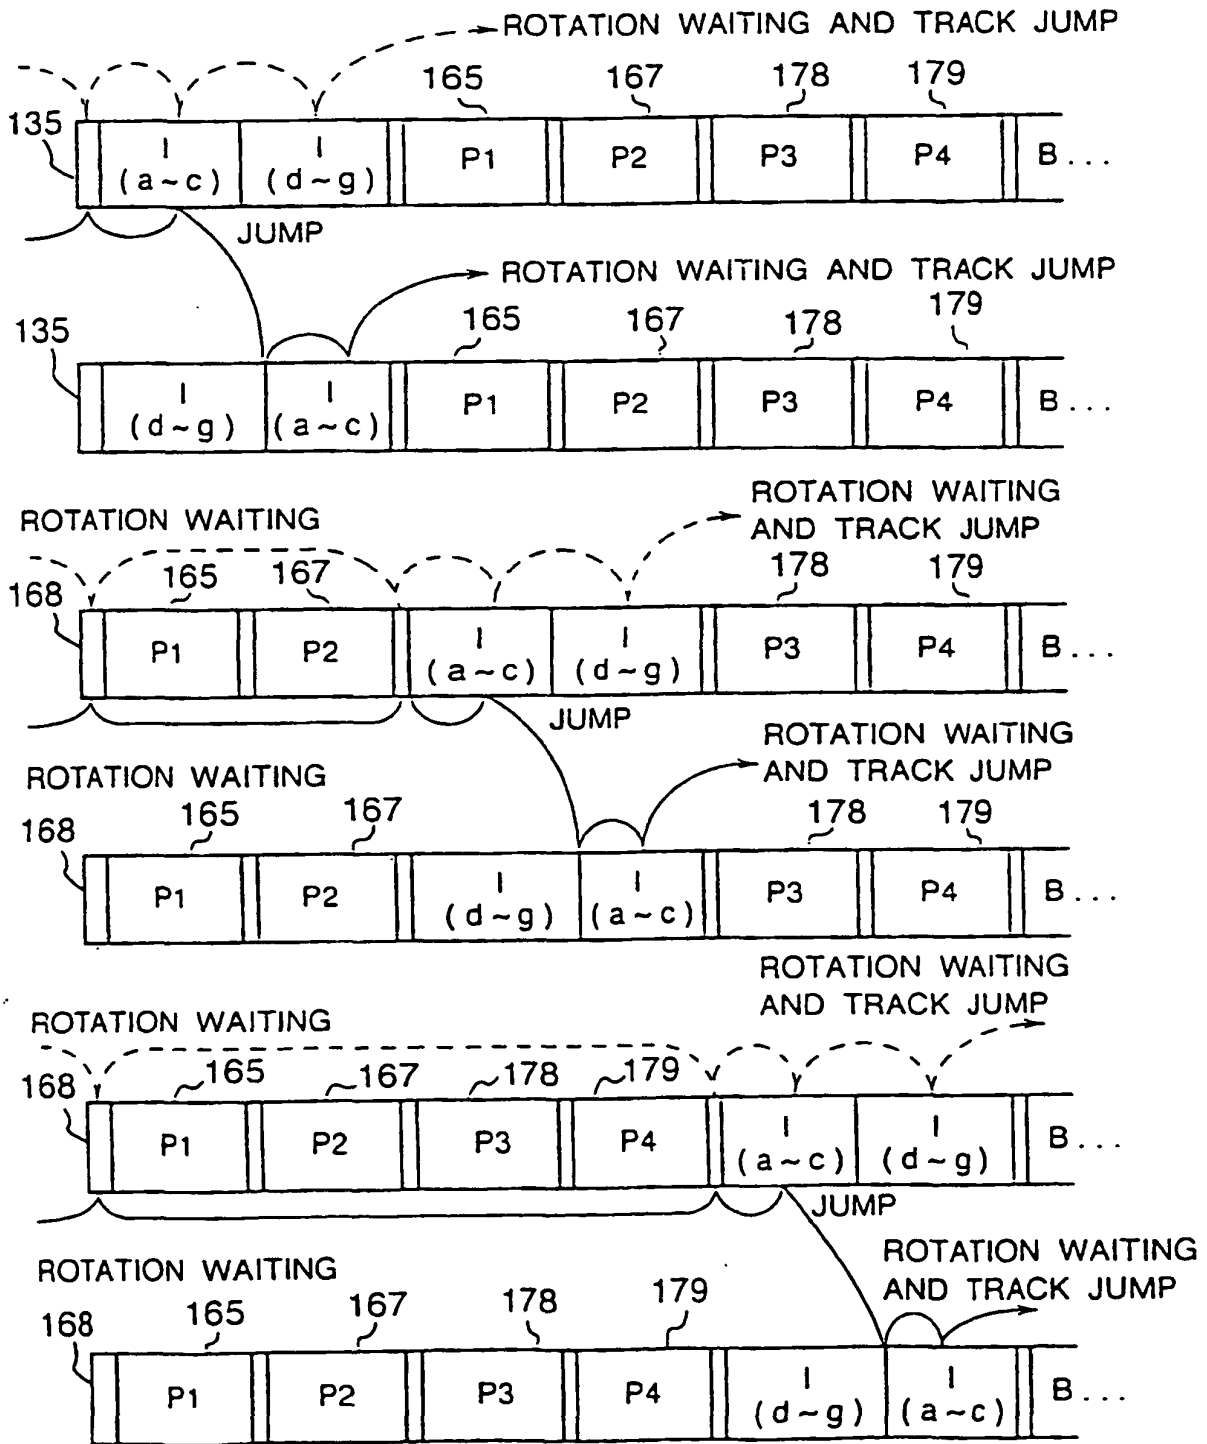 ROTATION WAITING AND TRACK JUMP
165 167 178 179
135
I I P1 P2 P3 P4 B...
(a~c) (d~g)
JUMP
ROTATION WAITING AND TRACK JUMP
135 165 167 178 179
I I P1 P2 P3 P4 B...
(d~g) (a~c)
ROTATION WAITING
ROTATION WAITING
AND TRACK JUMP
168 165 167 178 179
P1 P2 I I P3 P4 B...
(a~c) (d~g)
JUMP
ROTATION WAITING
ROTATION WAITING
AND TRACK JUMP
168 165 167 178 179
P1 P2 I I P3 P4 B...
(d~g) (a~c)
ROTATION WAITING
AND TRACK JUMP
ROTATION WAITING
168 165 167 178 179
P1 P2 P3 P4 I I B...
(a~c) (d~g)
JUMP
ROTATION WAITING
ROTATION WAITING
AND TRACK JUMP
168 165 167 178 179
P1 P2 P3 P4 I I B...
(d~g) (a~c)